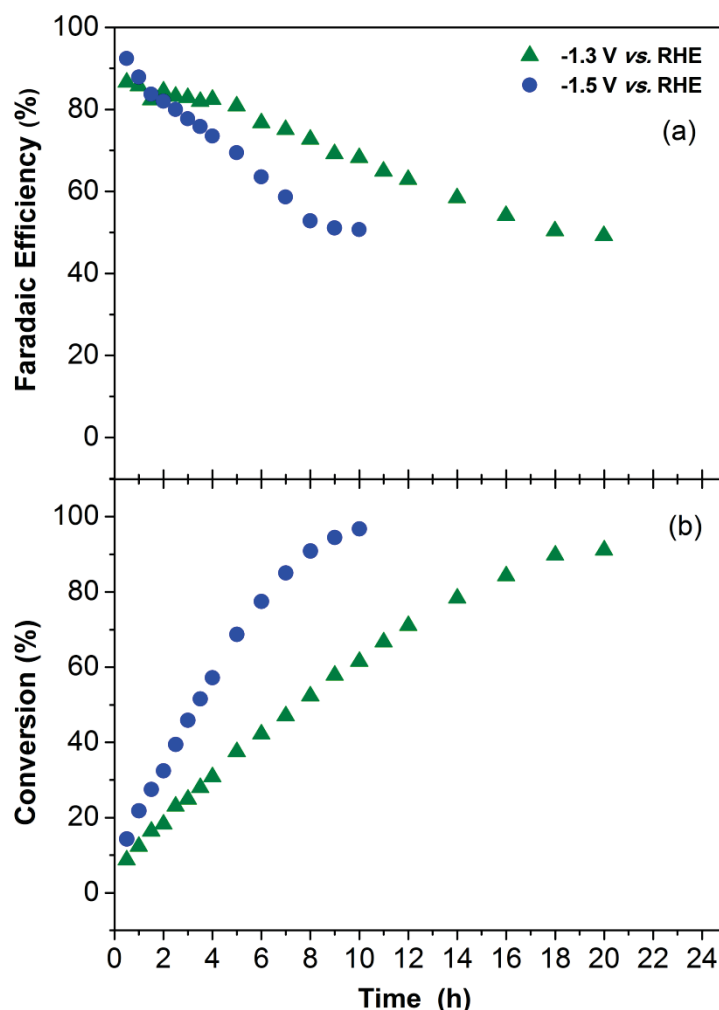 100
80
60
40
20
0
Faradaic Efficiency (%)
-1.3 V vs. RHE
-1.5 V vs. RHE
(a)
100
80
60
40
20
0
Conversion (%)
(b)
0 2 4 6 8 10 12 14 16 18 20 22 24
Time (h)